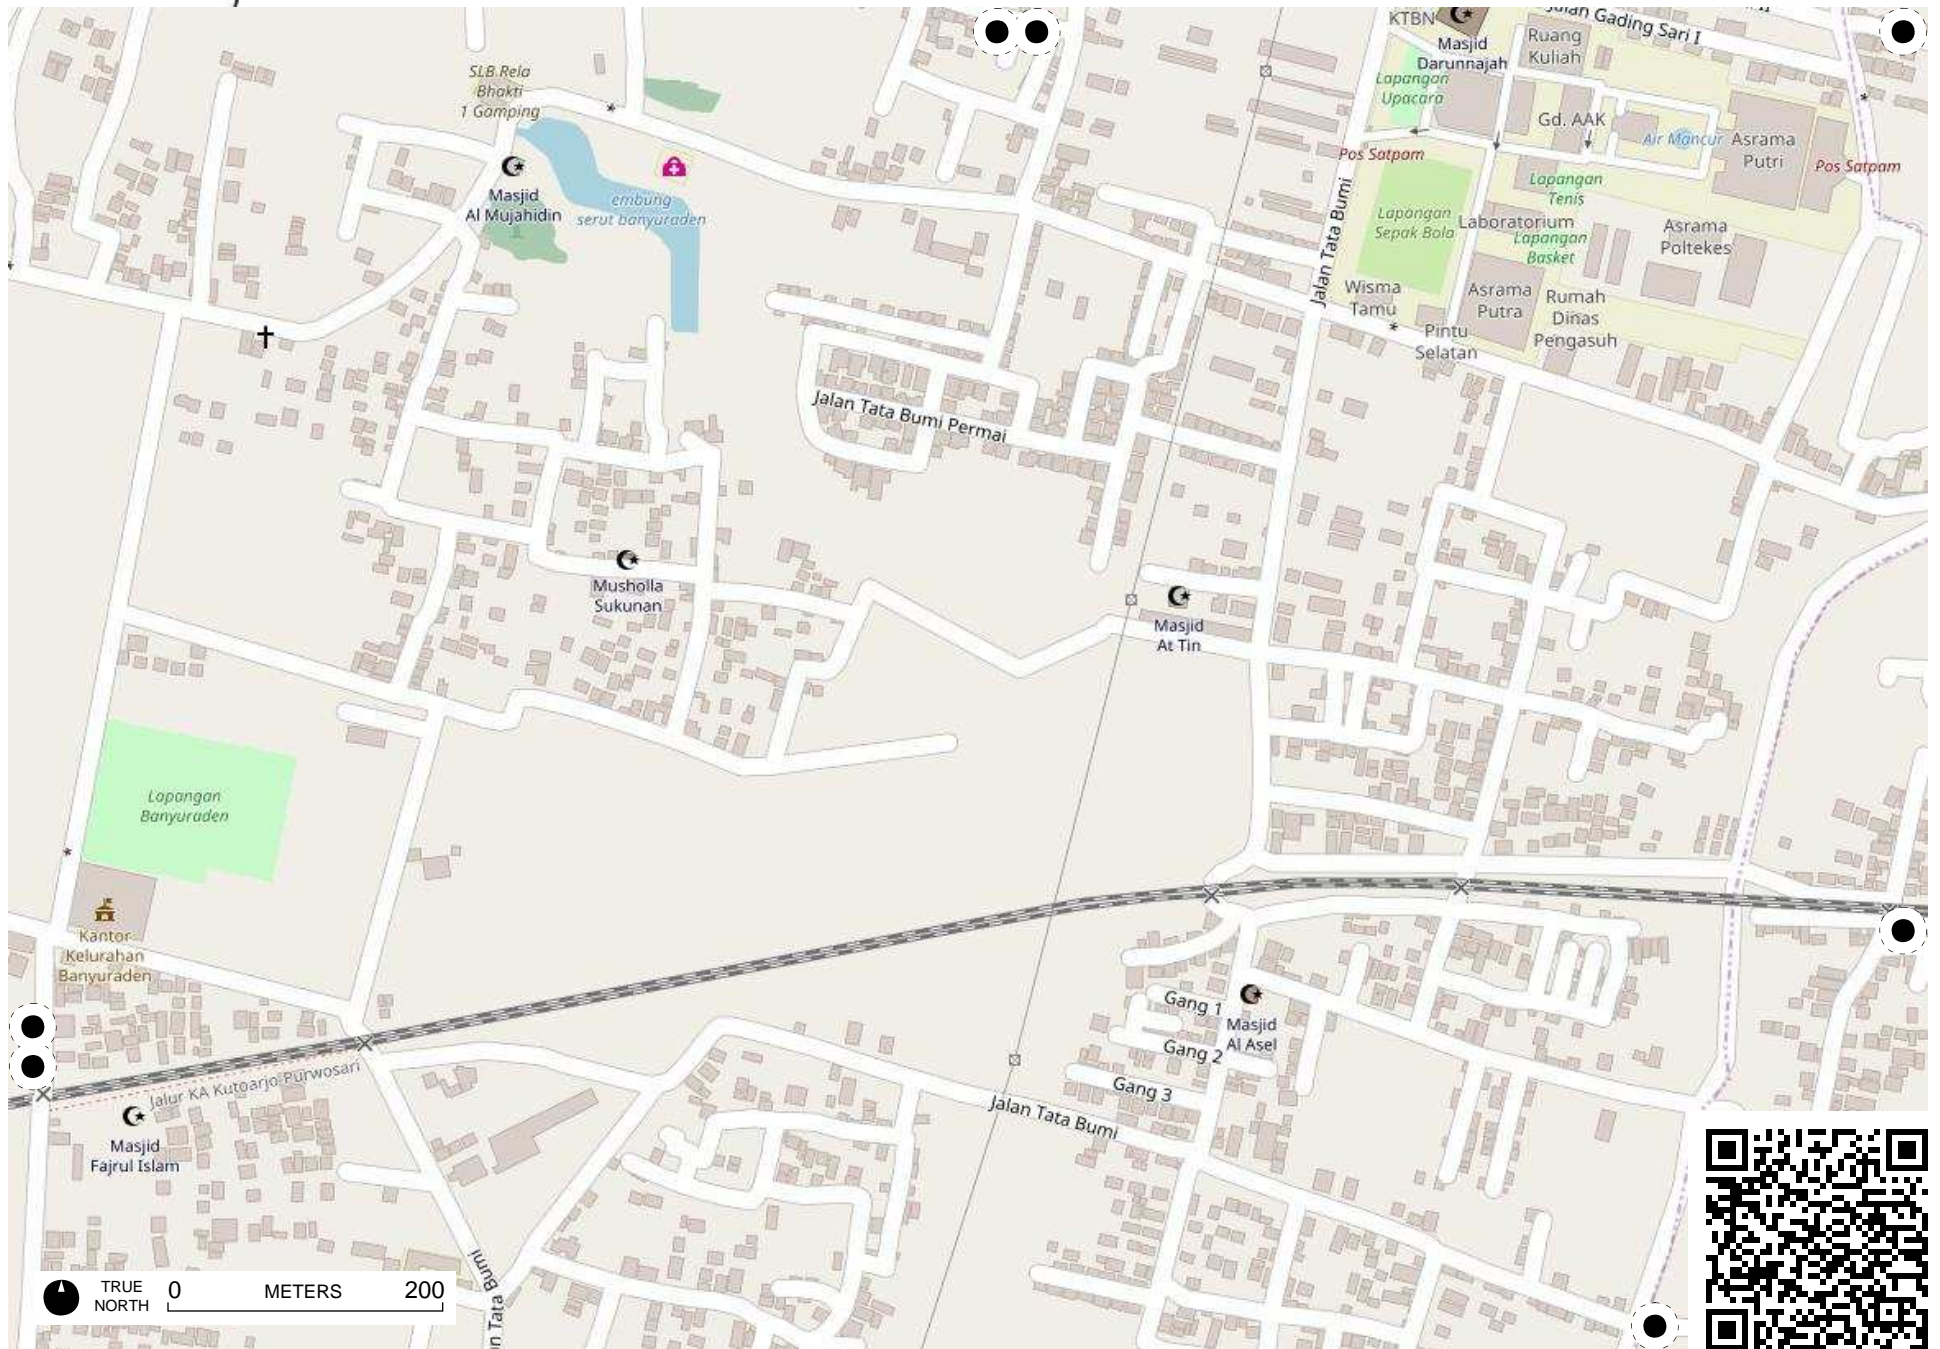 KTBN
Jalan Gading Sari I
Masjid
Darunnajah
Ruang
Kuliah
SLB Rela
Bhakti
1 Gamping
Lapangan
Upacara
Gd. AAK
Air Mancur
Asrama
Putri
Pos Satpam
Pos Satpam
Masjid
Al Mujahidin
embung
serut banyuraden
Lapangan
Tenis
Jalan Tata Bumi
Lapangan
Sepak Bola
Laboratorium
Lapangan
Basket
Asrama
Poltekes
Wisma
Tamu
Asrama
Putra
Rumah
Dinas
Pengasuh
Pintu
Selatan
Jalan Tata Bumi Permai
Musholla
Sukunan
Masjid
At Tin
Lapangan
Banyuraden
Kantor
Kelurahan
Banyuraden
Gang 1
Masjid
Al Asel
Gang 2
Gang 3
Jalur KA Kutoarjo-Purwosari
Jalan Tata Bumi
Masjid
Fajrul Islam
Bumi
n Tata
TRUE
NORTH
0 METERS 200